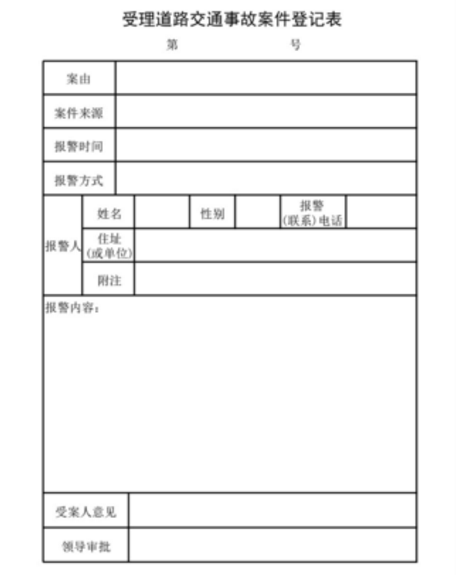 受理道路交通事故案件登记表
第 号
案由
案件来源
报警时间
报警方式
报警人
姓名 性别 报警
(联系)电话
住址
(或单位)
附注
报警内容：
受案人意见
领导审批